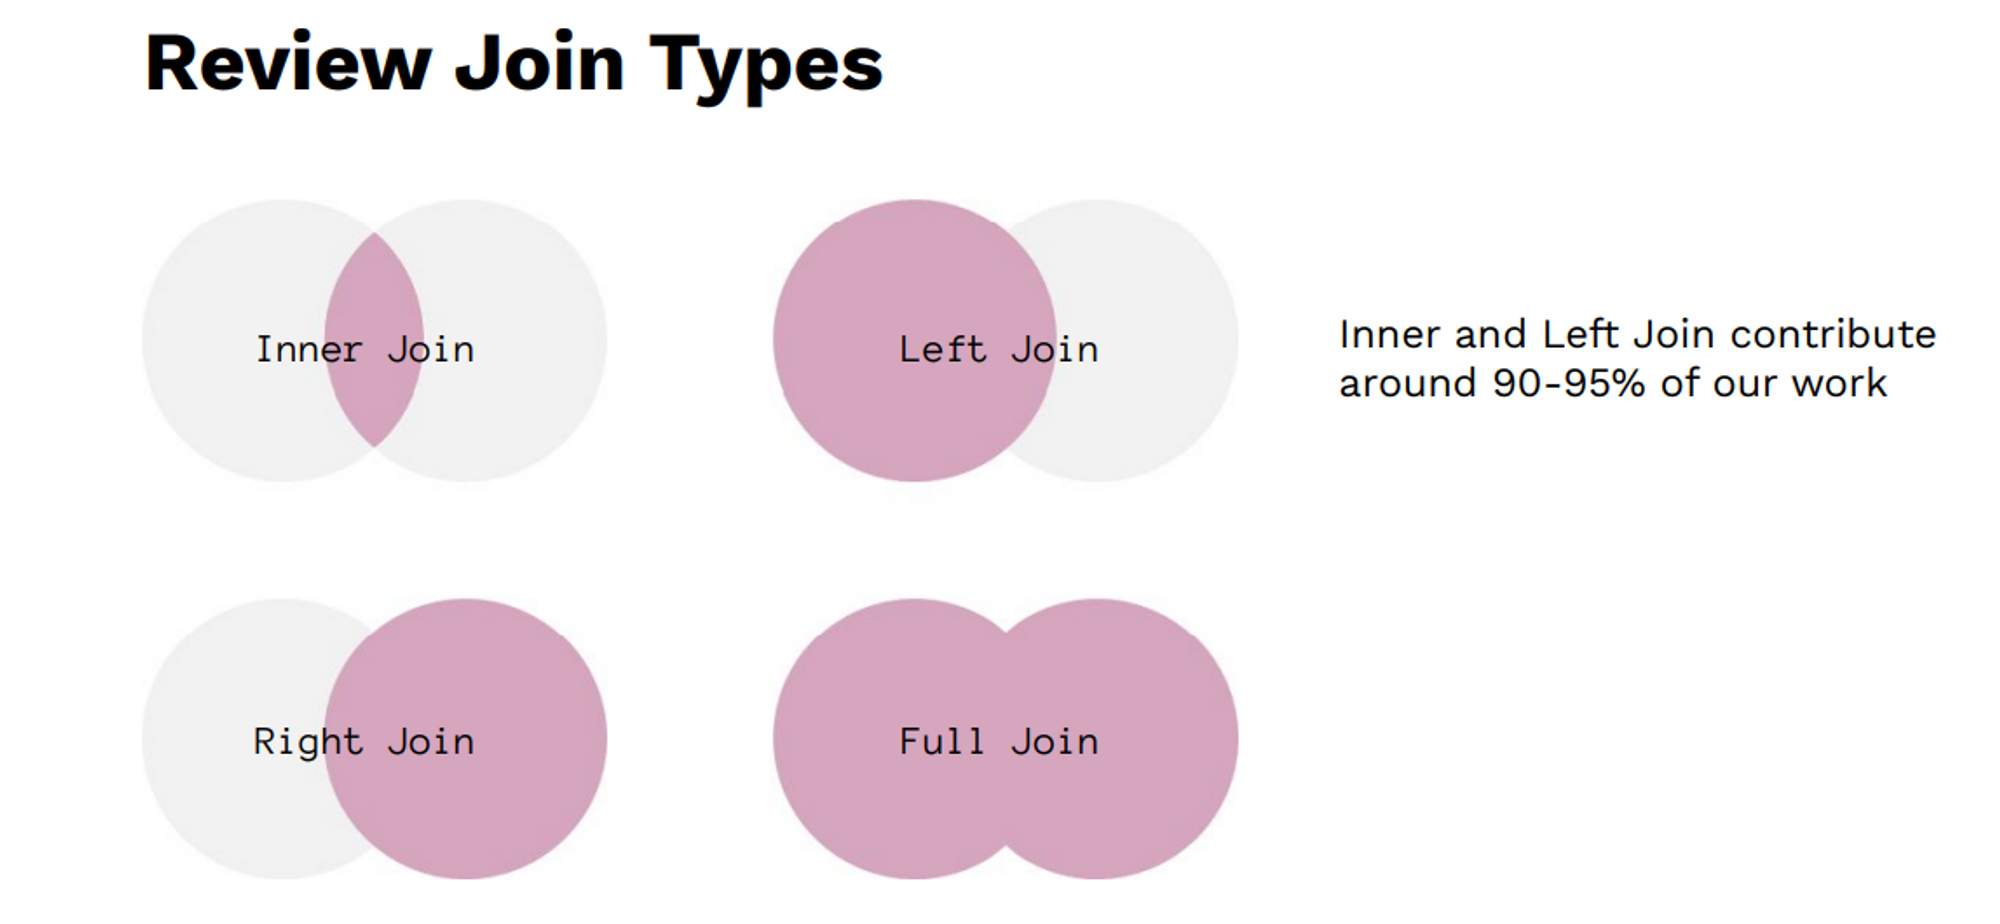 Review Join Types
Inner Join
Left Join
Inner and Left Join contribute
around 90-95% of our work
Right Join
Full Join